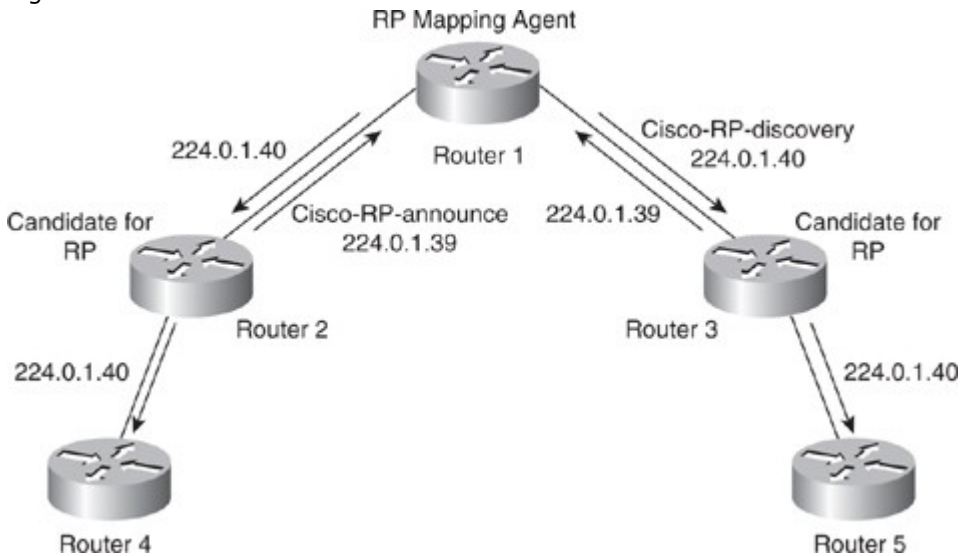 RP Mapping Agent
224.0.1.40
Router 1
Cisco-RP-discovery
224.0.1.40
Candidate for
RP
Cisco-RP-announce
224.0.1.39
224.0.1.39
Candidate for
RP
Router 2
Router 3
224.0.1.40
224.0.1.40
Router 4
Router 5